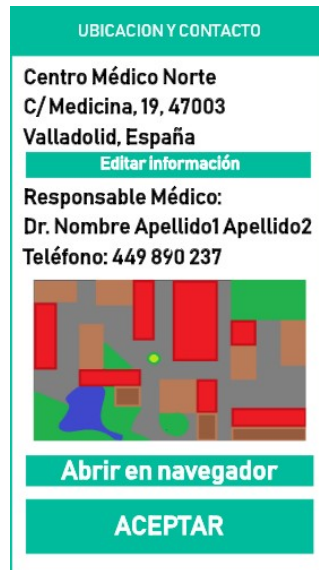 UBICACION Y CONTACTO
Centro Médico Norte
C/ Medicina, 19, 47003
Valladolid, España
Editar información
Responsable Médico:
Dr. Nombre Apellido1 Apellido2
Teléfono: 449 890 237
Abrir en navegador
ACEPTAR